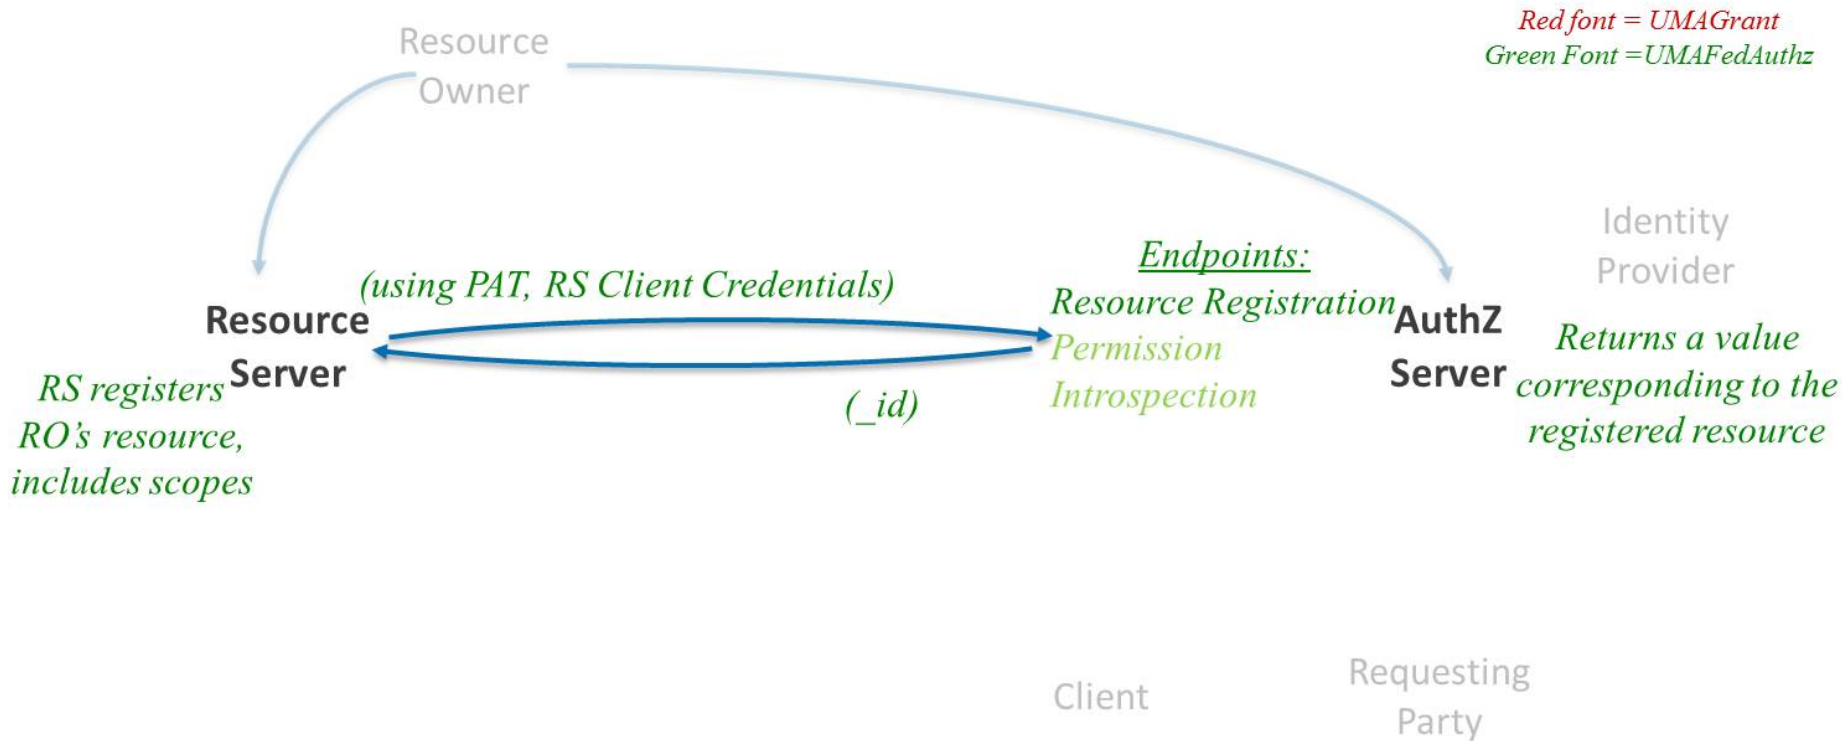 Red font = UMAGrant
Green Font =UMAFedAuthz
Resource
Owner
Identity
Provider
(using PAT, RS Client Credentials)
Endpoints:
Resource Registration
Permission
Introspection
Resource
Server
AuthZ
Server
RS registers
RO’s resource,
includes scopes
(_id)
Returns a value
corresponding to the
registered resource
Client
Requesting
Party